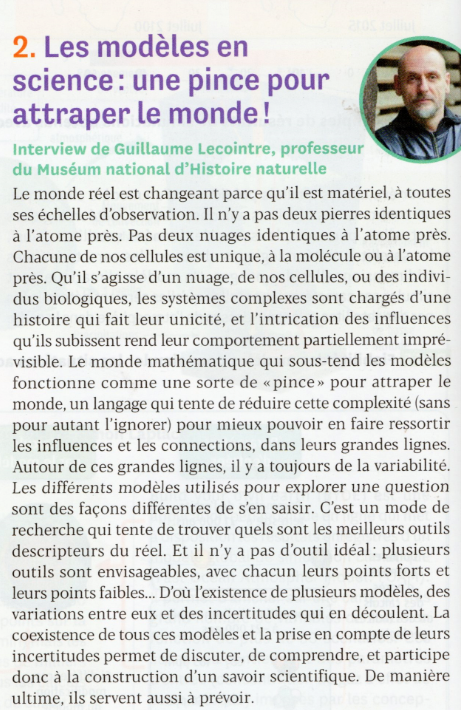 2. Les modèles en
science : une pince pour
attraper le monde !
Interview de Guillaume Lecointre, professeur
du Muséum national d'Histoire naturelle
Le monde réel est changeant parce qu'il est matériel, à toutes
ses échelles d'observation. Il n'y a pas deux pierres identiques
à l'atome près. Pas deux nuages identiques à l'atome près.
Chacune de nos cellules est unique, à la molécule ou à l'atome
près. Qu'il s'agisse d'un nuage, de nos cellules, ou des indivi-
dus biologiques, les systèmes complexes sont chargés d'une
histoire qui fait leur unicité, et l'intrication des influences
qu'ils subissent rend leur comportement partiellement impré-
visible. Le monde mathématique qui sous-tend les modèles
fonctionne comme une sorte de « pince » pour attraper le
monde, un langage qui tente de réduire cette complexité (sans
pour autant l'ignorer) pour mieux pouvoir en faire ressortir
les influences et les connections, dans leurs grandes lignes.
Autour de ces grandes lignes, il y a toujours de la variabilité.
Les différents modèles utilisés pour explorer une question
sont des façons différentes de s'en saisir. C'est un mode de
recherche qui tente de trouver quels sont les meilleurs outils
descripteurs du réel. Et il n'y a pas d'outil idéal : plusieurs
outils sont envisageables, avec chacun leurs points forts et
leurs points faibles... D'où l'existence de plusieurs modèles, des
variations entre eux et des incertitudes qui en découlent. La
coexistence de tous ces modèles et la prise en compte de leurs
incertitudes permet de discuter, de comprendre, et participe
donc à la construction d'un savoir scientifique. De manière
ultime, ils servent aussi à prévoir.